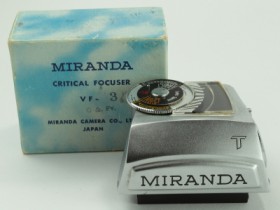 MIRANDA
CRITICAL FOCUSER
VF- 3
MIRANDA CAMERA CO., LTD.
JAPAN
T
MIRANDA